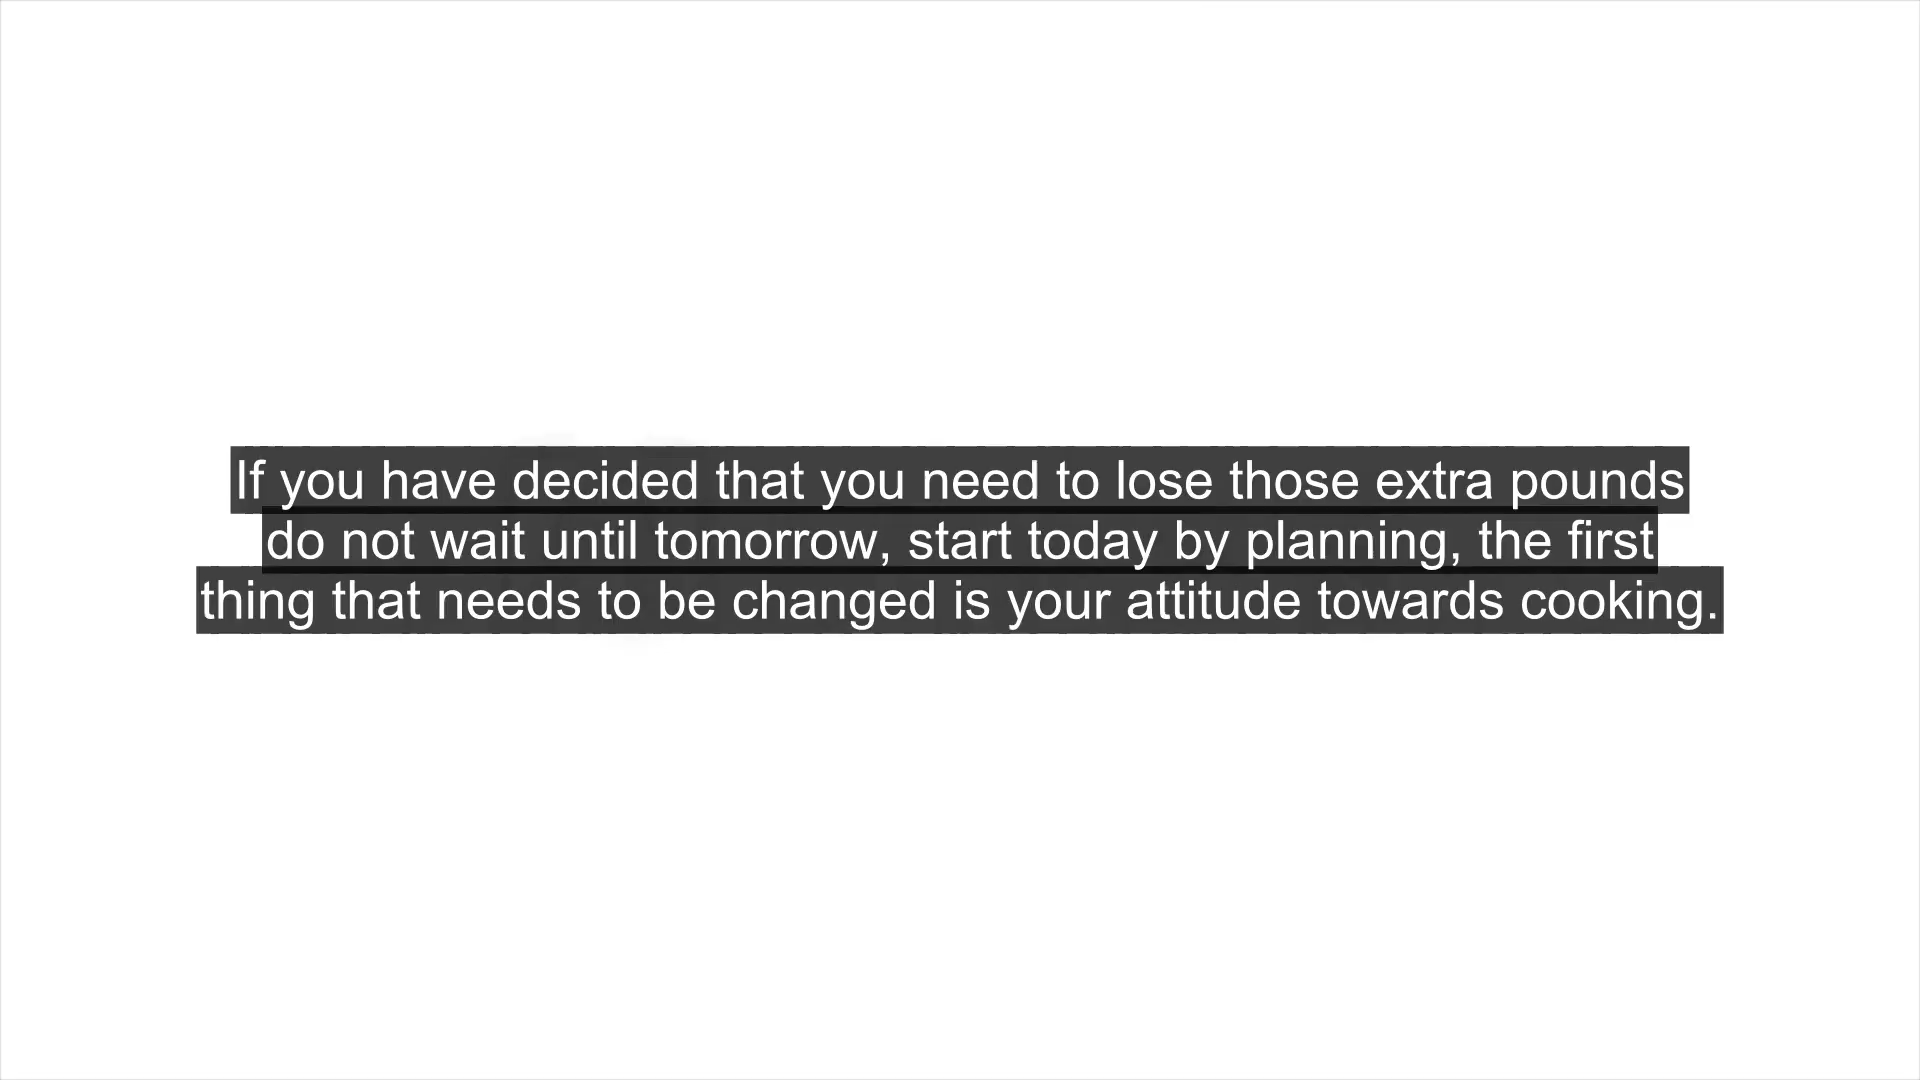 If you have decided that you need to lose those extra pounds
do not wait until tomorrow, start today by planning, the first
thing that needs to be changed is your attitude towards cooking.